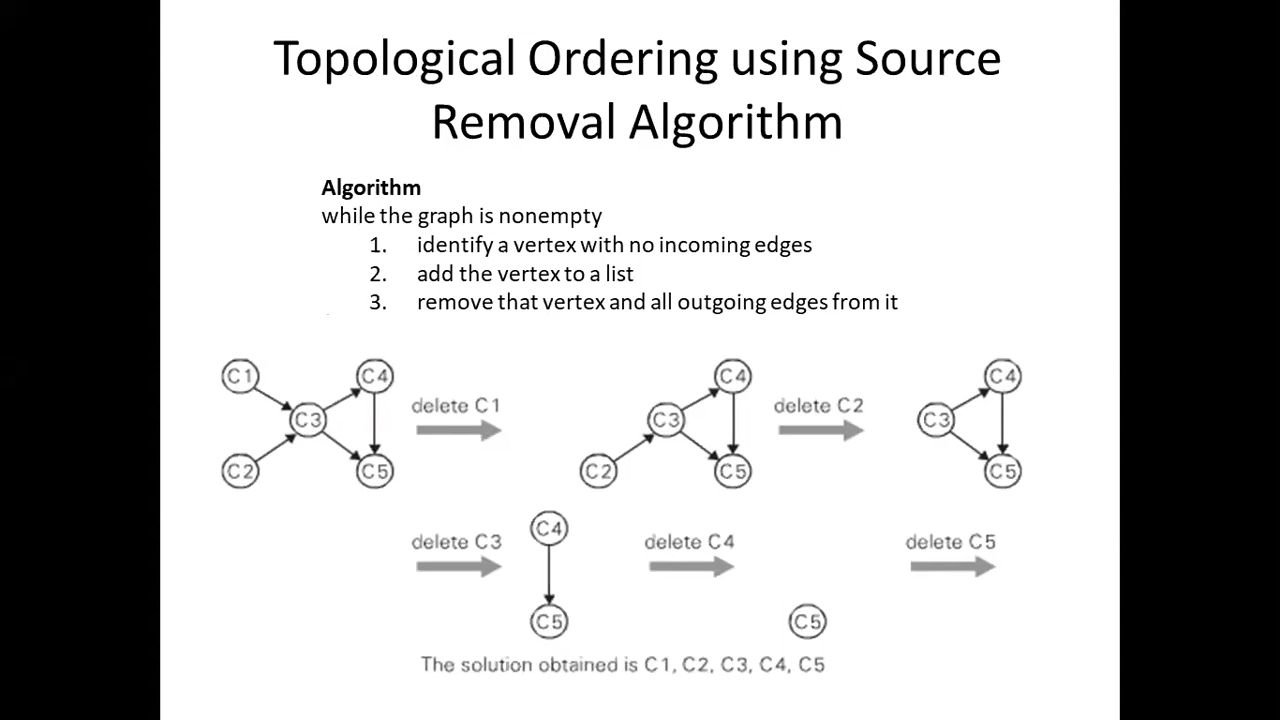 Topological Ordering using Source
Removal Algorithm
Algorithm
while the graph is nonempty
1. identify a vertex with no incoming edges
2. add the vertex to a list
3. remove that vertex and all outgoing edges from it
C1 C4 C4 C4
delete C1 delete C2
C3 C3 C3
C2 C5 C2 C5 C5
C4
delete C3 delete C4 delete C5
C5 C5
The solution obtained is C1, C2, C3, C4, C5